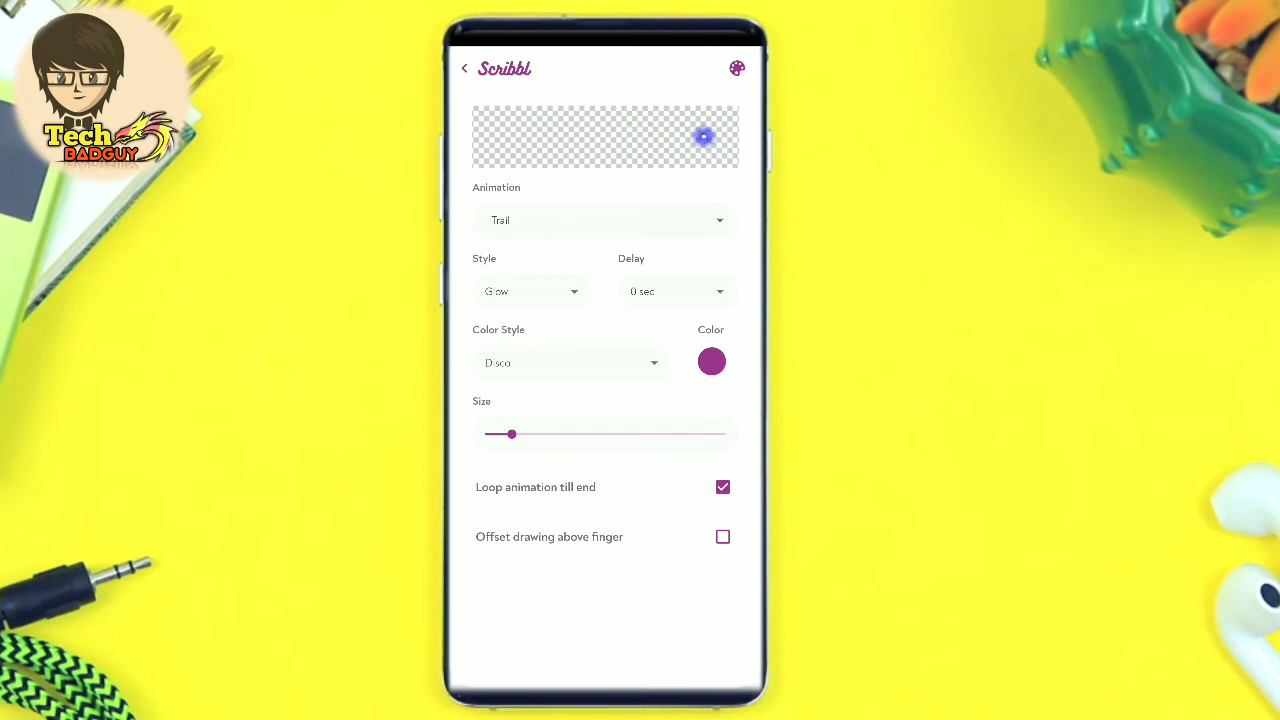 Tech
BADGUY
Scribbl
Animation
Trail
Style
Delay
Glow
0 sec
Color Style
Color
Disco
Size
Loop animation till end
Offset drawing above finger